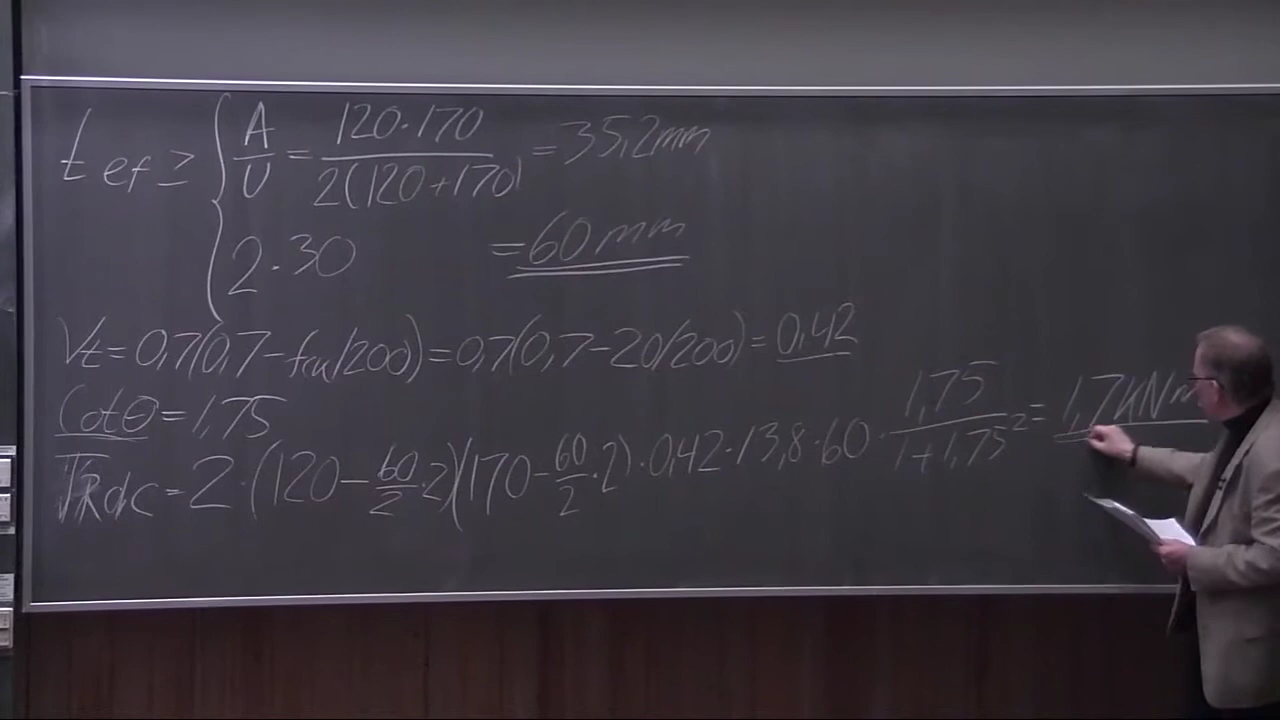 t ef ≥ { A/U = 120·170 / 2(120+170) = 35,2mm
2·30 = 60mm
Vt = 0,7(0,7 - fck/200) = 0,7(0,7 - 20/200) = 0,42
Cotθ = 1,75
TRdc = 2·(120 - 60/2·2)(170 - 60/2·2)·0,42·13,8·60· 1,75 / 1+1,75² = 1,7kNm